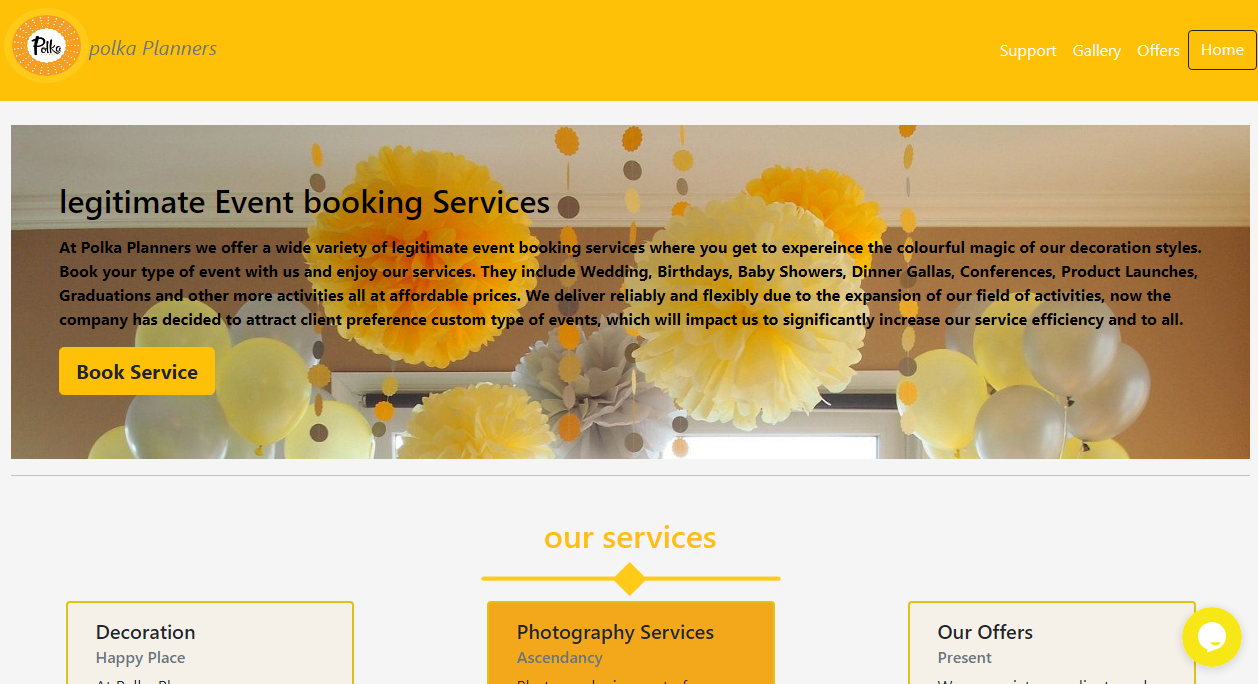 Polka
polka Planners
Support
Gallery
Offers
Home
legitimate Event booking Services
At Polka Planners we offer a wide variety of legitimate event booking services where you get to expereince the colourful magic of our decoration styles.
Book your type of event with us and enjoy our services. They include Wedding, Birthdays, Baby Showers, Dinner Gallas, Conferences, Product Launches,
Graduations and other more activities all at affordable prices. We deliver reliably and flexibly due to the expansion of our field of activities, now the
company has decided to attract client preference custom type of events, which will impact us to significantly increase our service efficiency and to all.
Book Service
our services
Decoration
Happy Place
Photography Services
Ascendancy
Our Offers
Present